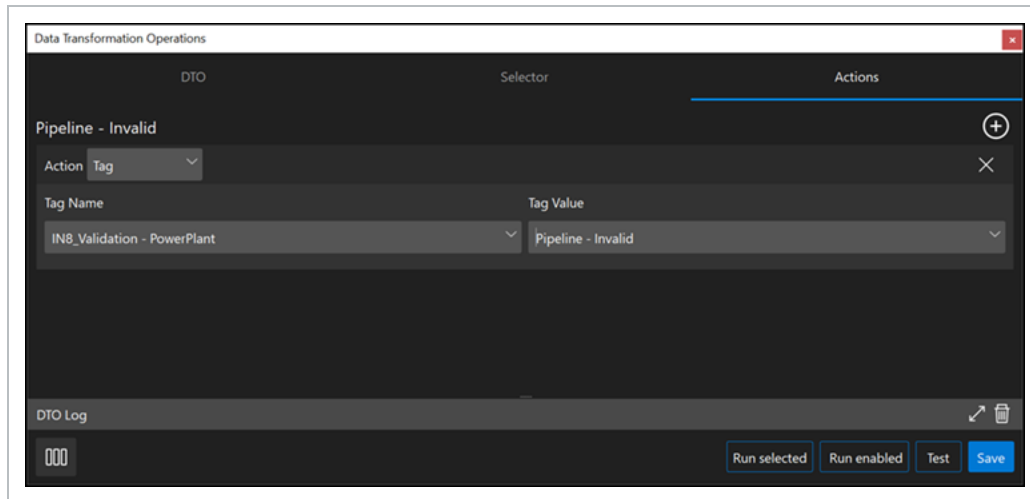 Data Transformation Operations
DTO Selector Actions
Pipeline - Invalid
Action Tag
Tag Name Tag Value
IN8_Validation - PowerPlant Pipeline - Invalid
DTO Log
Run selected Run enabled Test Save